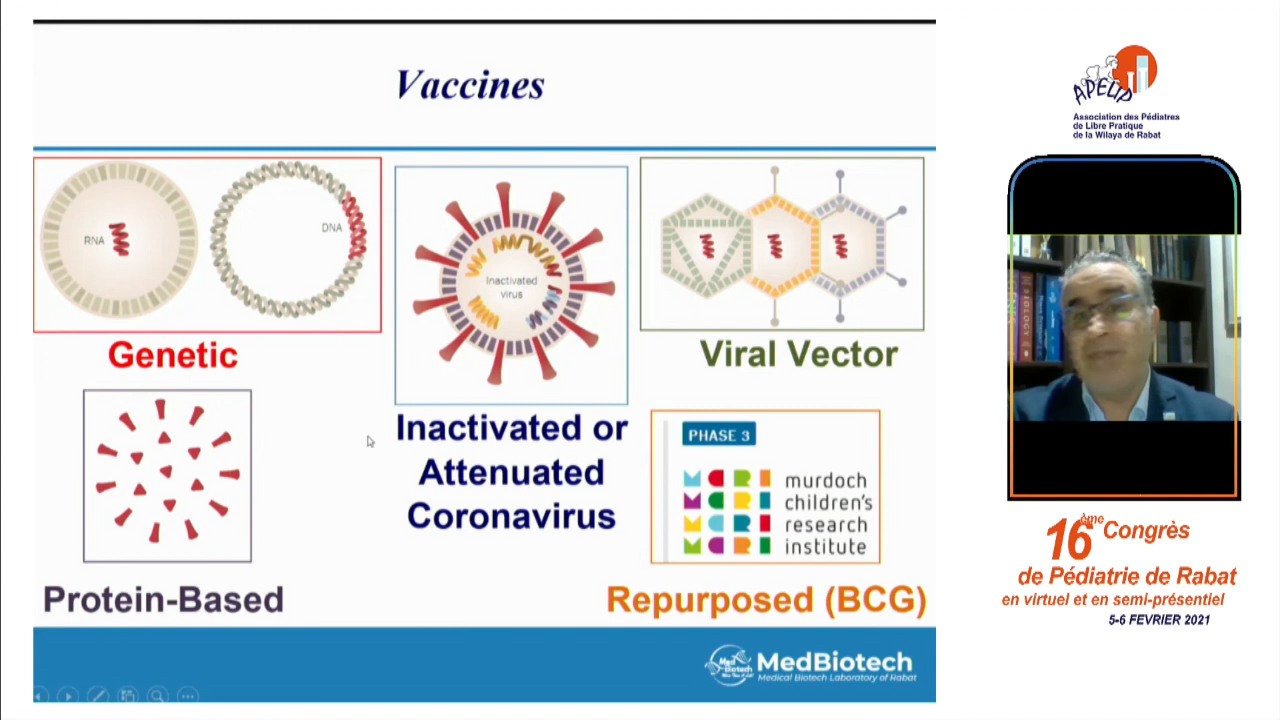 Vaccines
RNA
DNA
Genetic
Inactivated
virus
Inactivated or
Attenuated
Coronavirus
Viral Vector
Protein-Based
PHASE 3
murdoch
children's
research
institute
Repurposed (BCG)
MedBiotech
Medical Biotech Laboratory of Rabat
APELIP
Association des Pédiatres
de Libre Pratique
de la Wilaya de Rabat
BIOLOGY
16ème Congrès
de Pédiatrie de Rabat
en virtuel et en semi-présentiel
5-6 FEVRIER 2021